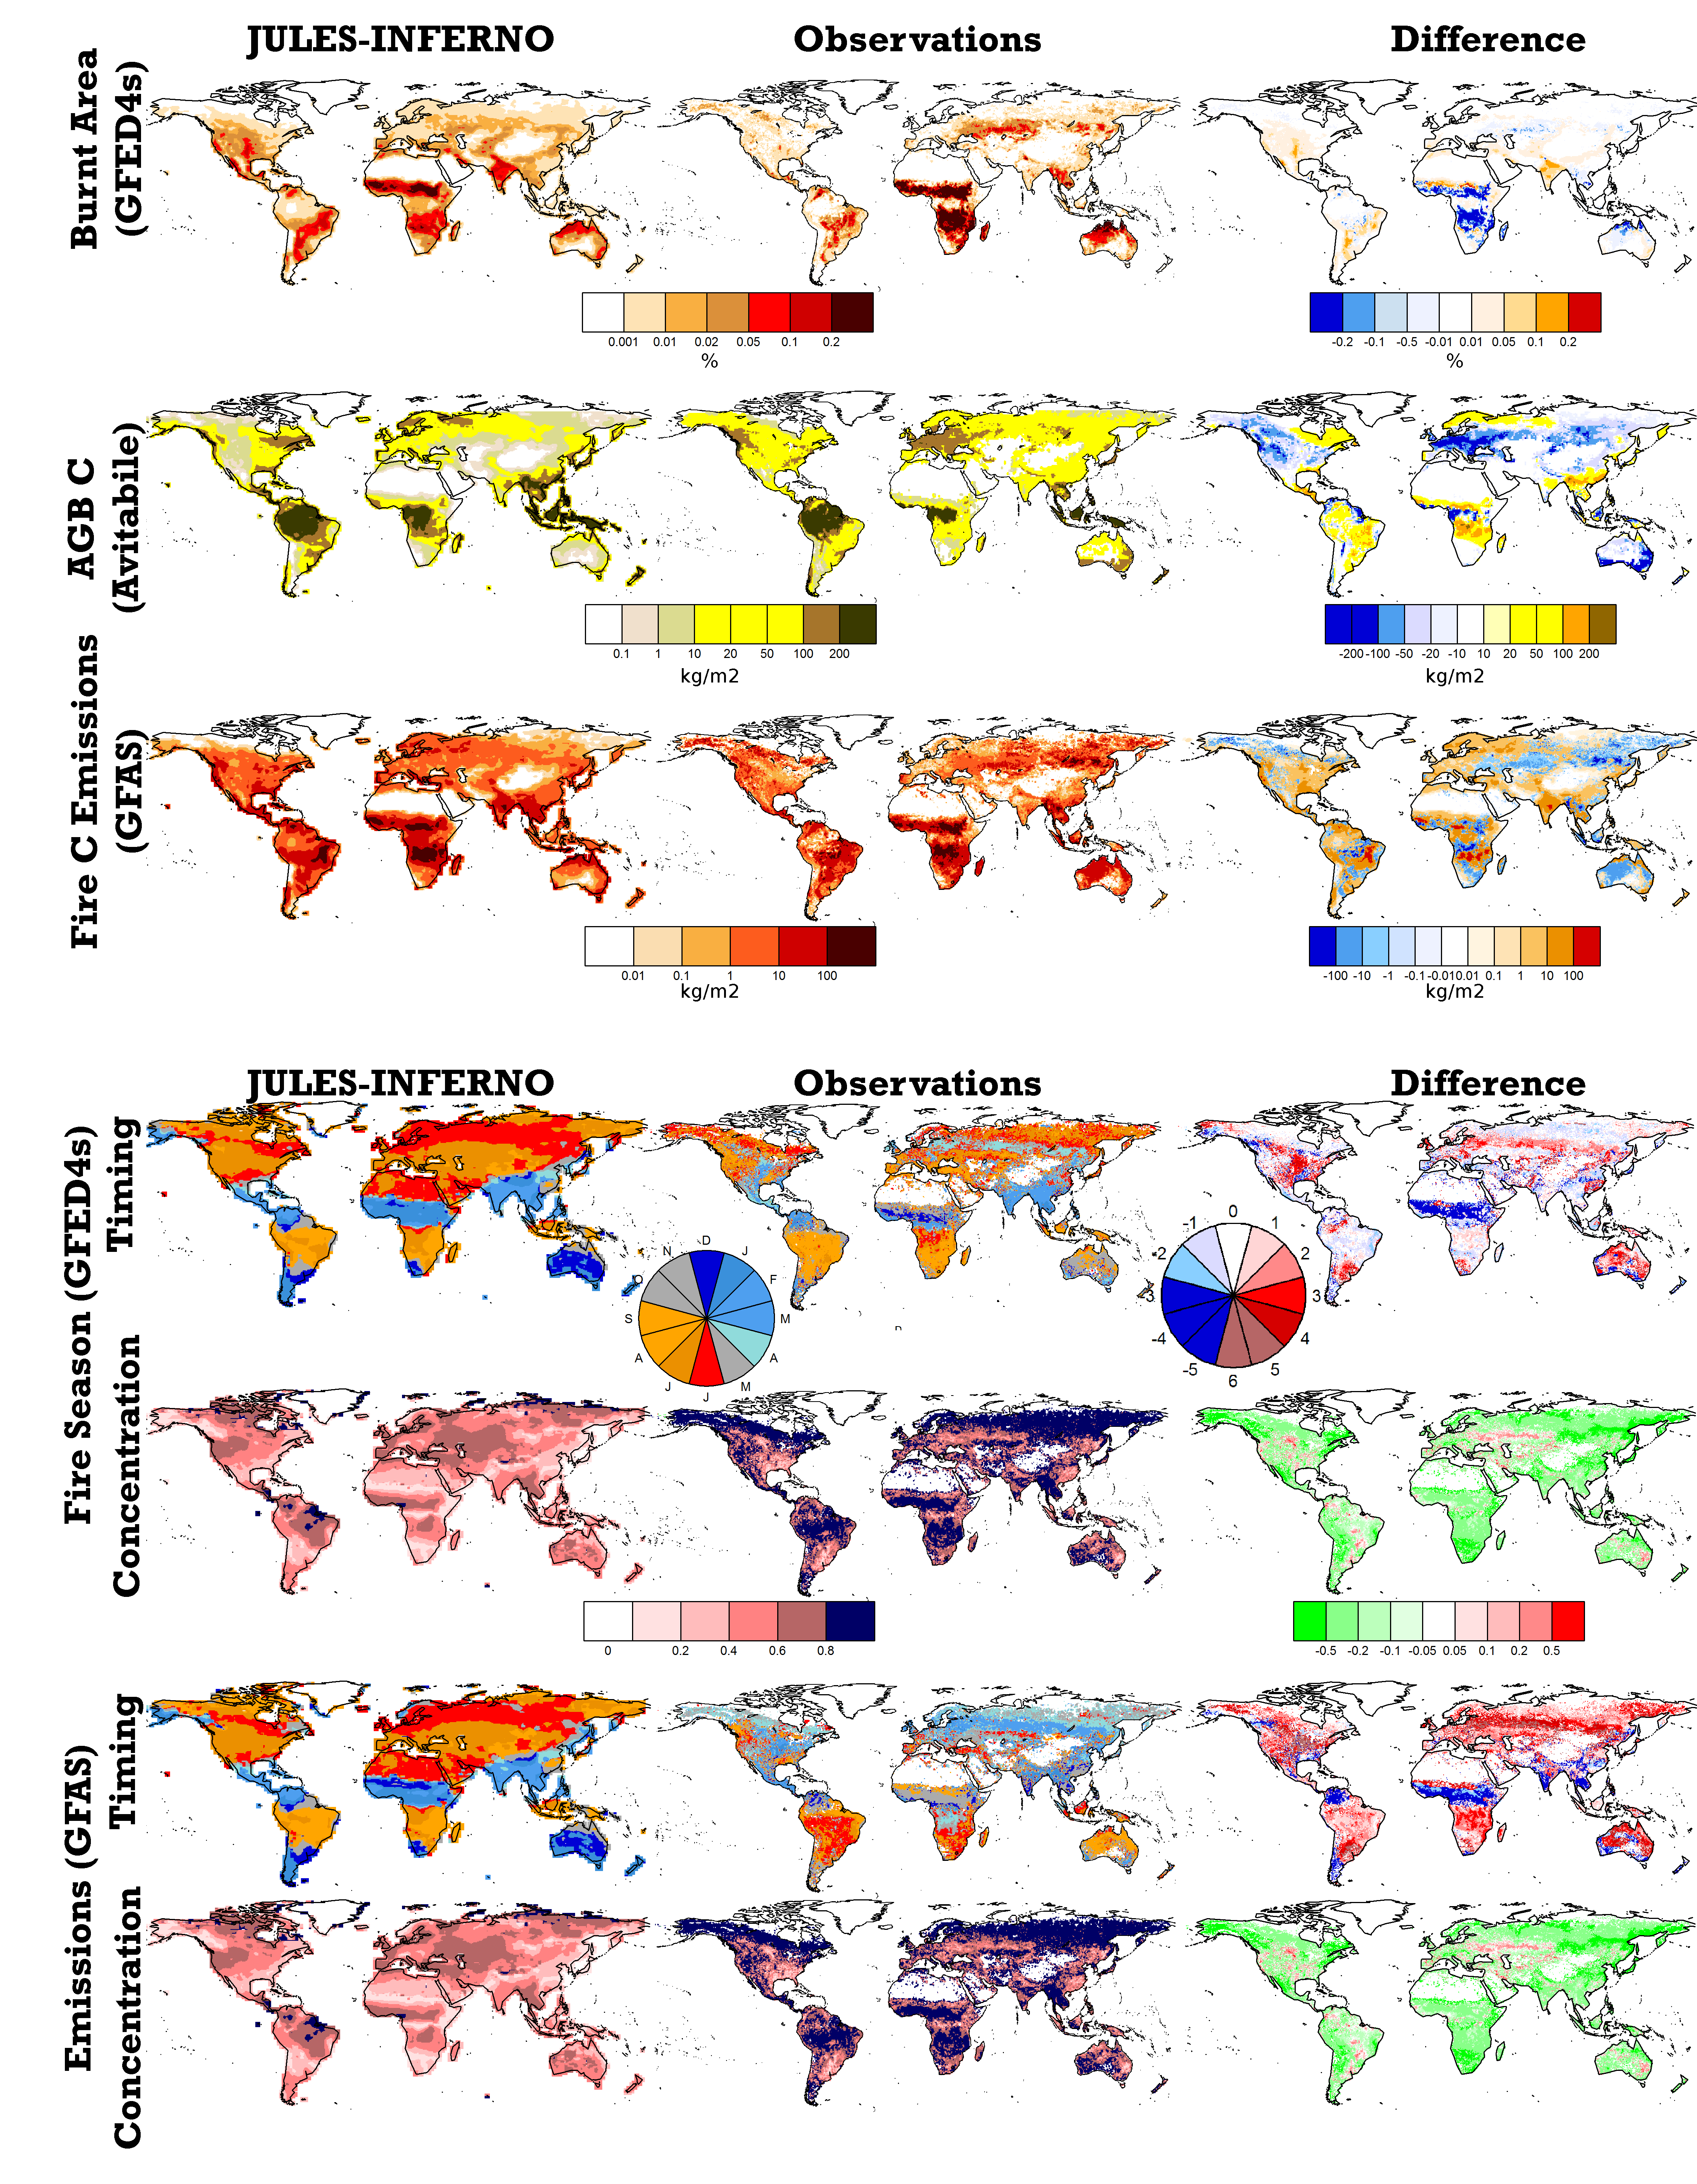 JULES-INFERNO Observations Difference
Burnt Area
(GFED4s)
0.001 0.01 0.02 0.05 0.1 0.2
%
-0.2 -0.1 -0.5 -0.01 0.01 0.05 0.1 0.2
%
AGB C
(Avitabile)
0.1 1 10 20 50 100 200
kg/m2
-200 -100 -50 -20 -10 10 20 50 100 200
kg/m2
Fire C Emissions
(GFAS)
0.01 0.1 1 10 100
kg/m2
-100 -10 -1 -0.1 -0.01 0.01 0.1 1 10 100
kg/m2
JULES-INFERNO Observations Difference
Fire Season (GFED4s)
Timing
D J F M A M J J A S O N
0 1 2 3 4 5 6 -5 -4 -3 -2 -1
Concentration
0 0.2 0.4 0.6 0.8
-0.5 -0.2 -0.1 -0.05 0.05 0.1 0.2 0.5
Emissions (GFAS)
Timing
Concentration